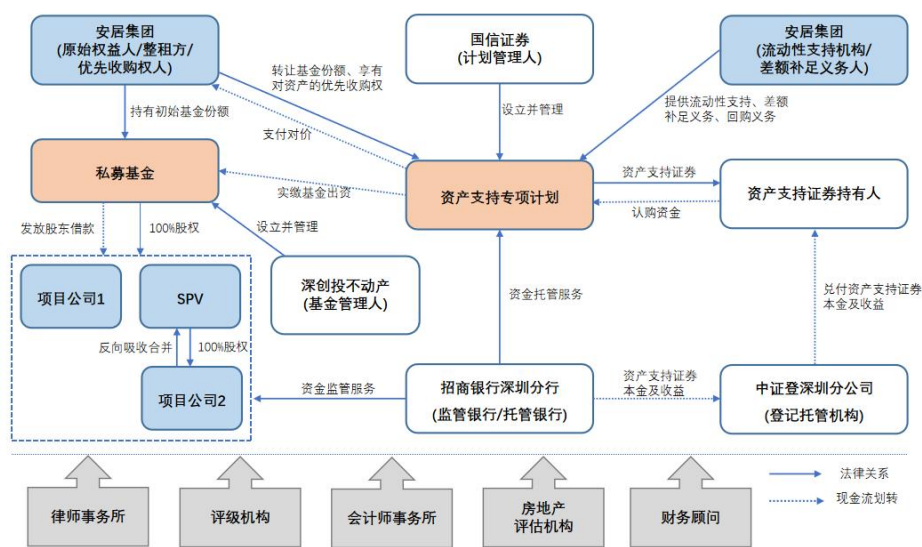 安居集团
(原始权益人/整租方/
优先收购权人)
国信证券
(计划管理人)
安居集团
(流动性支持机构/
差额补足义务人)
转让基金份额、享有
对资产的优先收购权
持有初始基金份额
支付对价
设立并管理
提供流动性支持、差额
补足义务、回购义务
私募基金
实缴基金出资
资产支持专项计划
资产支持证券
认购资金
资产支持证券持有人
发放股东借款
100%股权
设立并管理
项目公司1
SPV
深创投不动产
(基金管理人)
资金托管服务
兑付资产支持证券
本金及收益
反向吸收合并
100%股权
项目公司2
资金监管服务
招商银行深圳分行
(监管银行/托管银行)
资产支持证券
本金及收益
中证登深圳分公司
(登记托管机构)
法律关系
现金流划转
律师事务所
评级机构
会计师事务所
房地产
评估机构
财务顾问